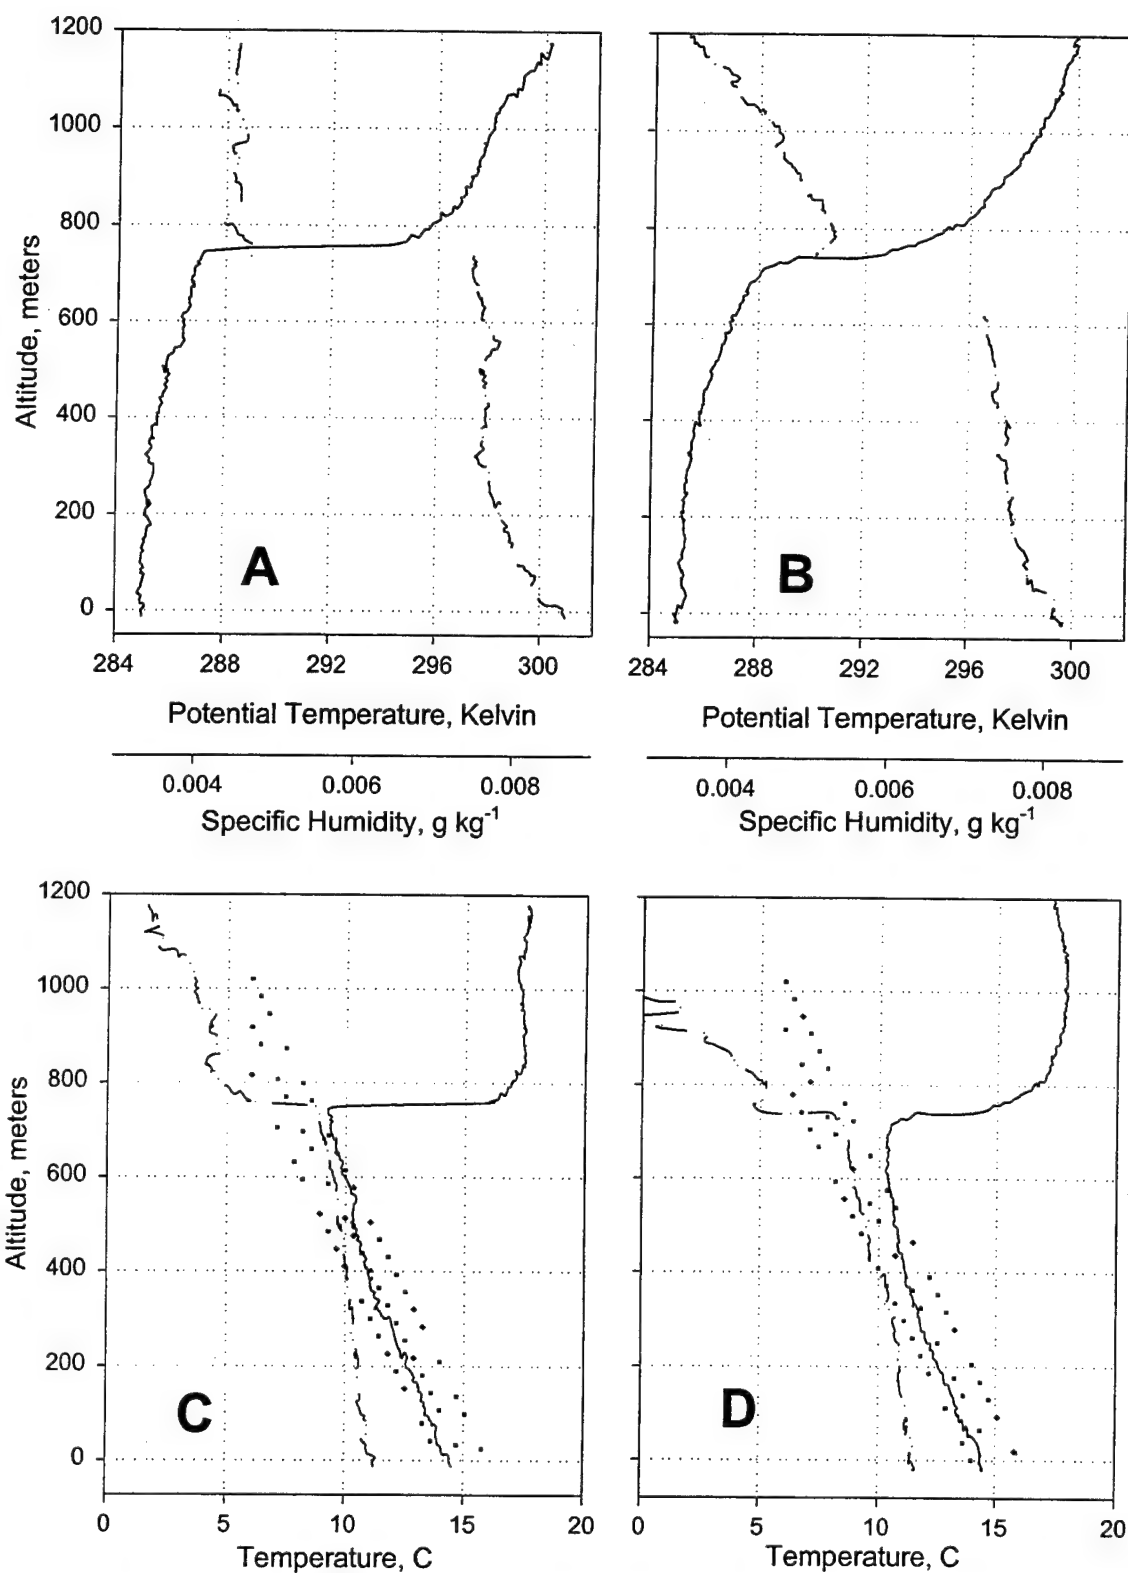 1200
1000
800
600
400
200
0
Altitude, meters
A
B
284 288 292 296 300
284 288 292 296 300
Potential Temperature, Kelvin
Potential Temperature, Kelvin
0.004 0.006 0.008
0.004 0.006 0.008
Specific Humidity, g kg-1
Specific Humidity, g kg-1
1200
1000
800
600
400
200
0
Altitude, meters
C
D
0 5 10 15 20
0 5 10 15 20
Temperature, C
Temperature, C